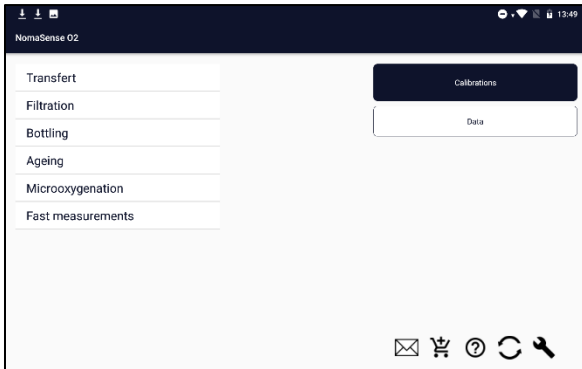 13:49
NomaSense O2
Transfert
Filtration
Bottling
Ageing
Microoxygenation
Fast measurements
Calibrations
Data